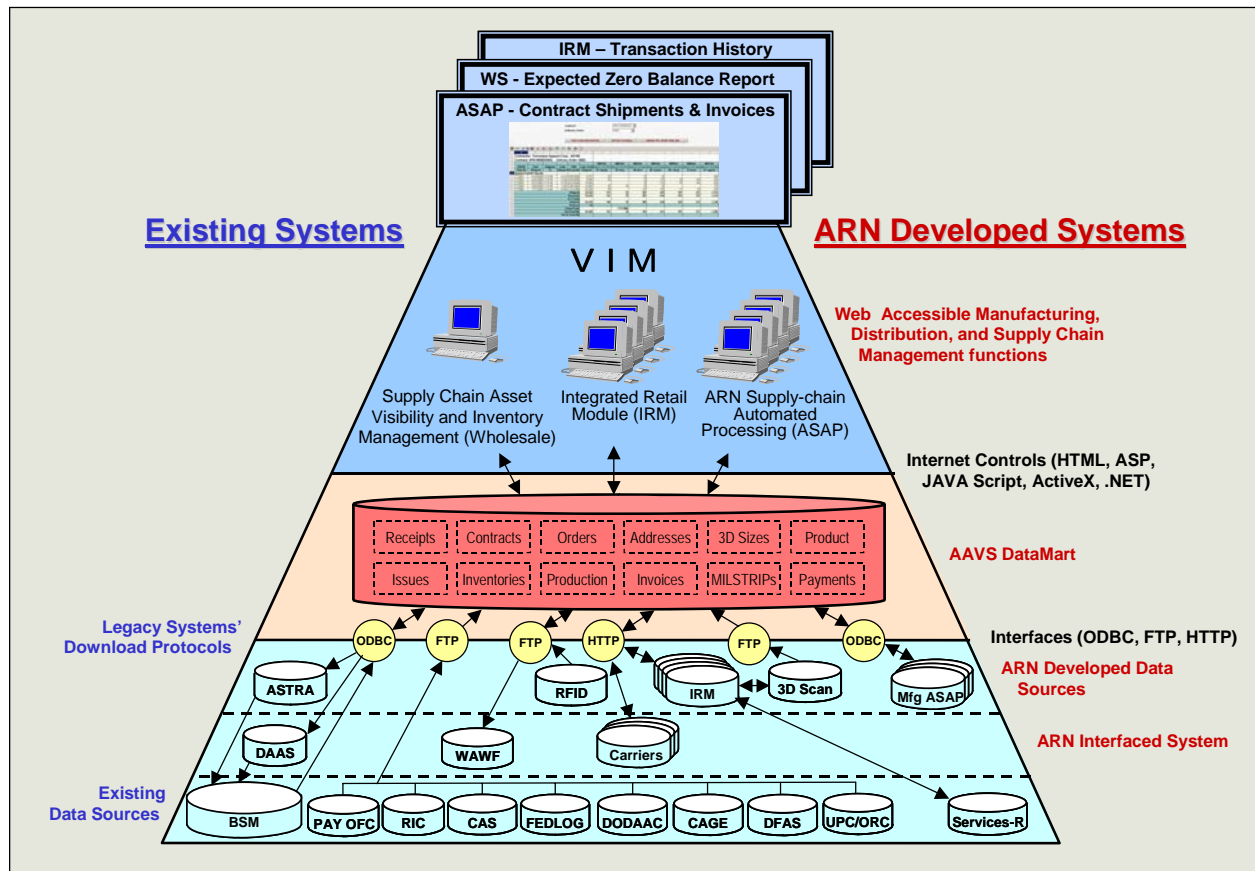 IRM – Transaction History
WS - Expected Zero Balance Report
ASAP - Contract Shipments & Invoices
Existing Systems
ARN Developed Systems
V I M
Web Accessible Manufacturing,
Distribution, and Supply Chain
Management functions
Supply Chain Asset
Visibility and Inventory
Management (Wholesale)
Integrated Retail
Module (IRM)
ARN Supply-chain
Automated
Processing (ASAP)
Internet Controls (HTML, ASP,
JAVA Script, ActiveX, .NET)
Receipts
Contracts
Orders
Addresses
3D Sizes
Product
AAVS DataMart
Issues
Inventories
Production
Invoices
MILSTRIPs
Payments
Legacy Systems'
Download Protocols
ODBC
FTP
FTP
HTTP
FTP
ODBC
Interfaces (ODBC, FTP, HTTP)
ARN Developed Data
Sources
ASTRA
RFID
IRM
3D Scan
Mfg ASAP
DAAS
WAWF
Carriers
ARN Interfaced System
Existing
Data Sources
BSM
PAY OFC
RIC
CAS
FEDLOG
DODAAC
CAGE
DFAS
UPC/ORC
Services-R